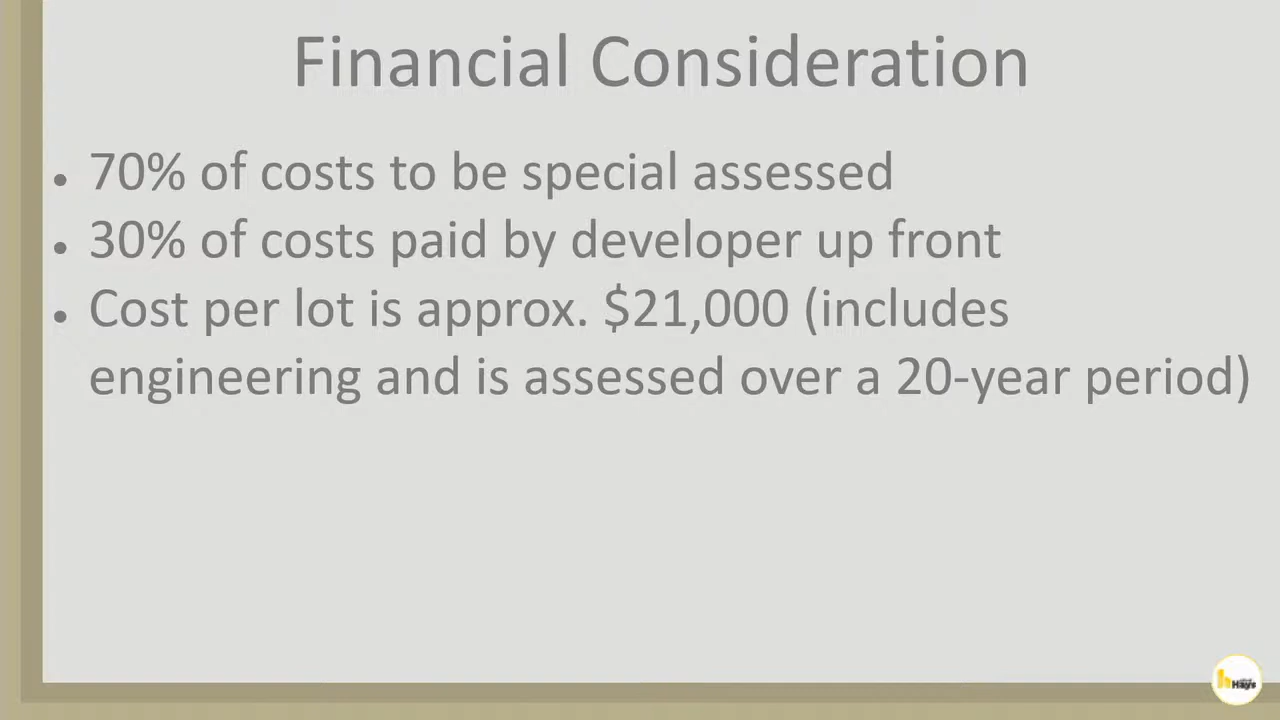 Financial Consideration
• 70% of costs to be special assessed
• 30% of costs paid by developer up front
• Cost per lot is approx. $21,000 (includes
engineering and is assessed over a 20-year period)
Hays